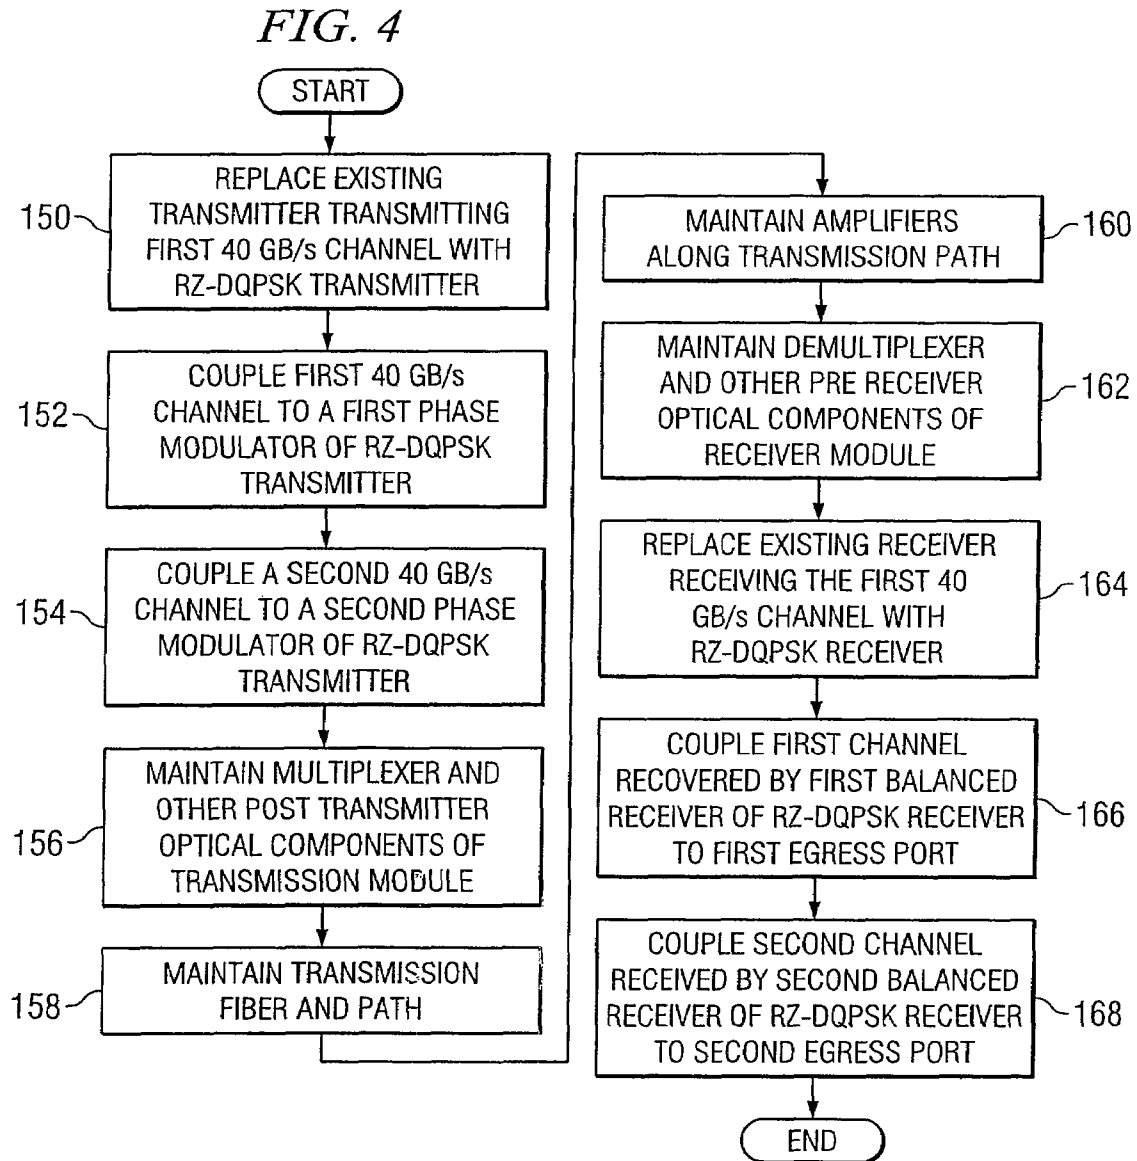 FIG. 4
START
150
REPLACE EXISTING
TRANSMITTER TRANSMITTING
FIRST 40 GB/s CHANNEL WITH
RZ-DQPSK TRANSMITTER
152
COUPLE FIRST 40 GB/s
CHANNEL TO A FIRST PHASE
MODULATOR OF RZ-DQPSK
TRANSMITTER
154
COUPLE A SECOND 40 GB/s
CHANNEL TO A SECOND PHASE
MODULATOR OF RZ-DQPSK
TRANSMITTER
156
MAINTAIN MULTIPLEXER AND
OTHER POST TRANSMITTER
OPTICAL COMPONENTS OF
TRANSMISSION MODULE
158
MAINTAIN TRANSMISSION
FIBER AND PATH
MAINTAIN AMPLIFIERS
ALONG TRANSMISSION PATH
160
MAINTAIN DEMULTIPLEXER
AND OTHER PRE RECEIVER
OPTICAL COMPONENTS OF
RECEIVER MODULE
162
REPLACE EXISTING RECEIVER
RECEIVING THE FIRST 40
GB/s CHANNEL WITH
RZ-DQPSK RECEIVER
164
COUPLE FIRST CHANNEL
RECOVERED BY FIRST BALANCED
RECEIVER OF RZ-DQPSK RECEIVER
TO FIRST EGRESS PORT
166
COUPLE SECOND CHANNEL
RECEIVED BY SECOND BALANCED
RECEIVER OF RZ-DQPSK RECEIVER
TO SECOND EGRESS PORT
168
END